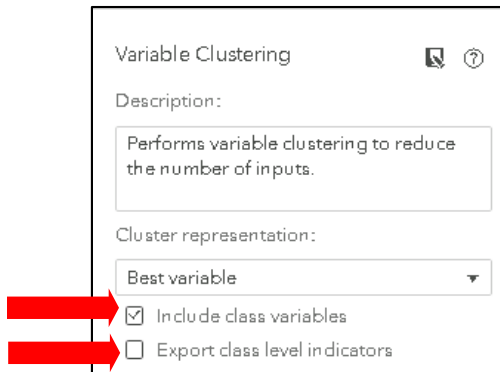 Variable Clustering
Description:
Performs variable clustering to reduce
the number of inputs.
Cluster representation:
Best variable
Include class variables
Export class level indicators